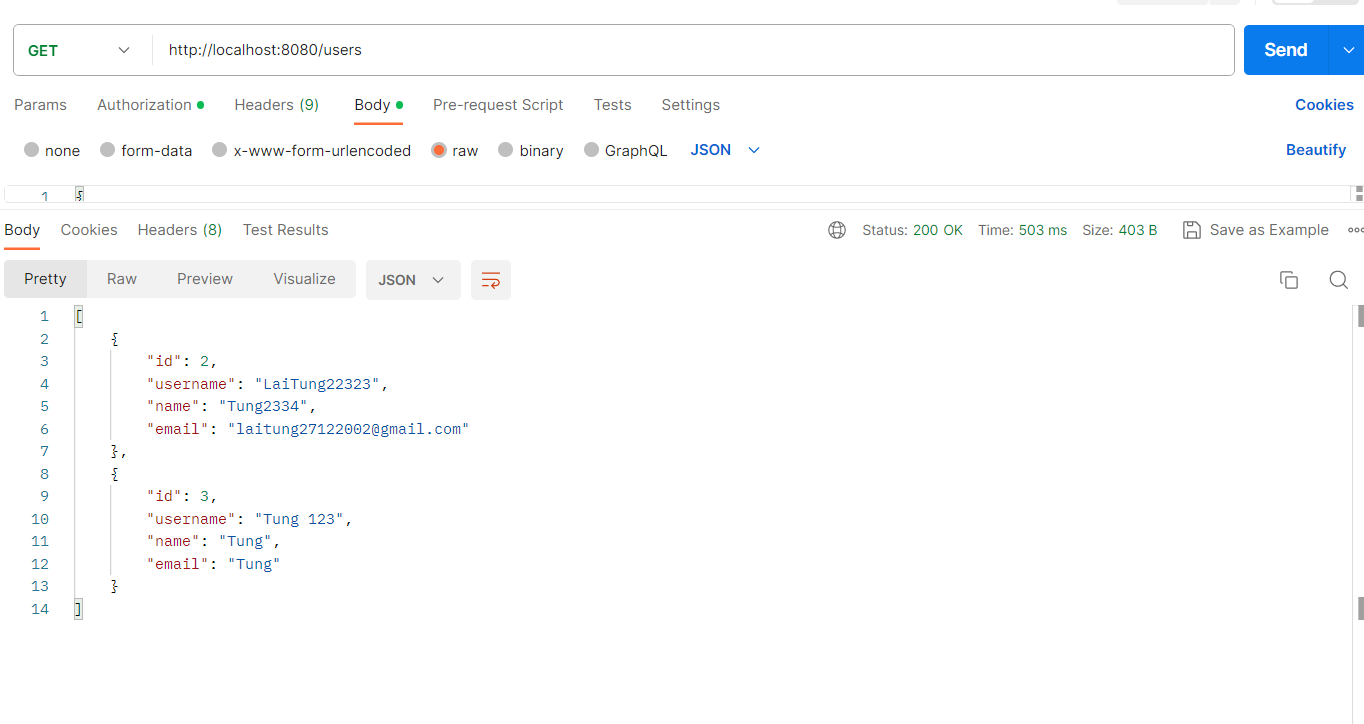 GET http://localhost:8080/users Send
Params Authorization Headers (9) Body Pre-request Script Tests Settings Cookies
none form-data x-www-form-urlencoded raw binary GraphQL JSON Beautify
1 {
Body Cookies Headers (8) Test Results Status: 200 OK Time: 503 ms Size: 403 B Save as Example
Pretty Raw Preview Visualize JSON
1 [
2 {
3 "id": 2,
4 "username": "LaiTung22323",
5 "name": "Tung2334",
6 "email": "laitung27122002@gmail.com"
7 },
8 {
9 "id": 3,
10 "username": "Tung 123",
11 "name": "Tung",
12 "email": "Tung"
13 }
14 ]